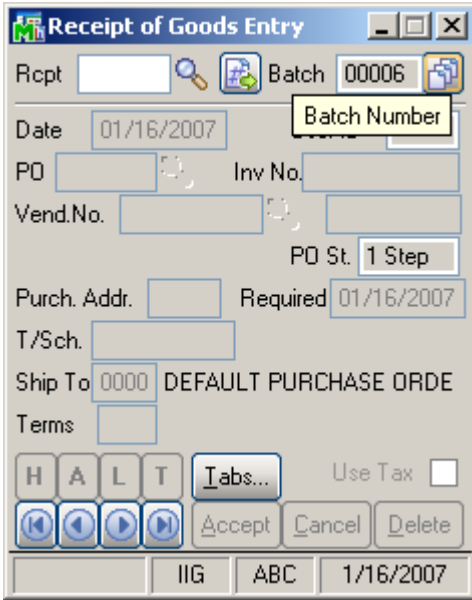 Receipt of Goods Entry
Rcpt Batch 00006
Batch Number
Date 01/16/2007
PO Inv No.
Vend.No.
PO St. 1 Step
Purch. Addr. Required 01/16/2007
T/Sch.
Ship To 0000 DEFAULT PURCHASE ORDE
Terms
H A L T Tabs... Use Tax
Accept Cancel Delete
IIG ABC 1/16/2007